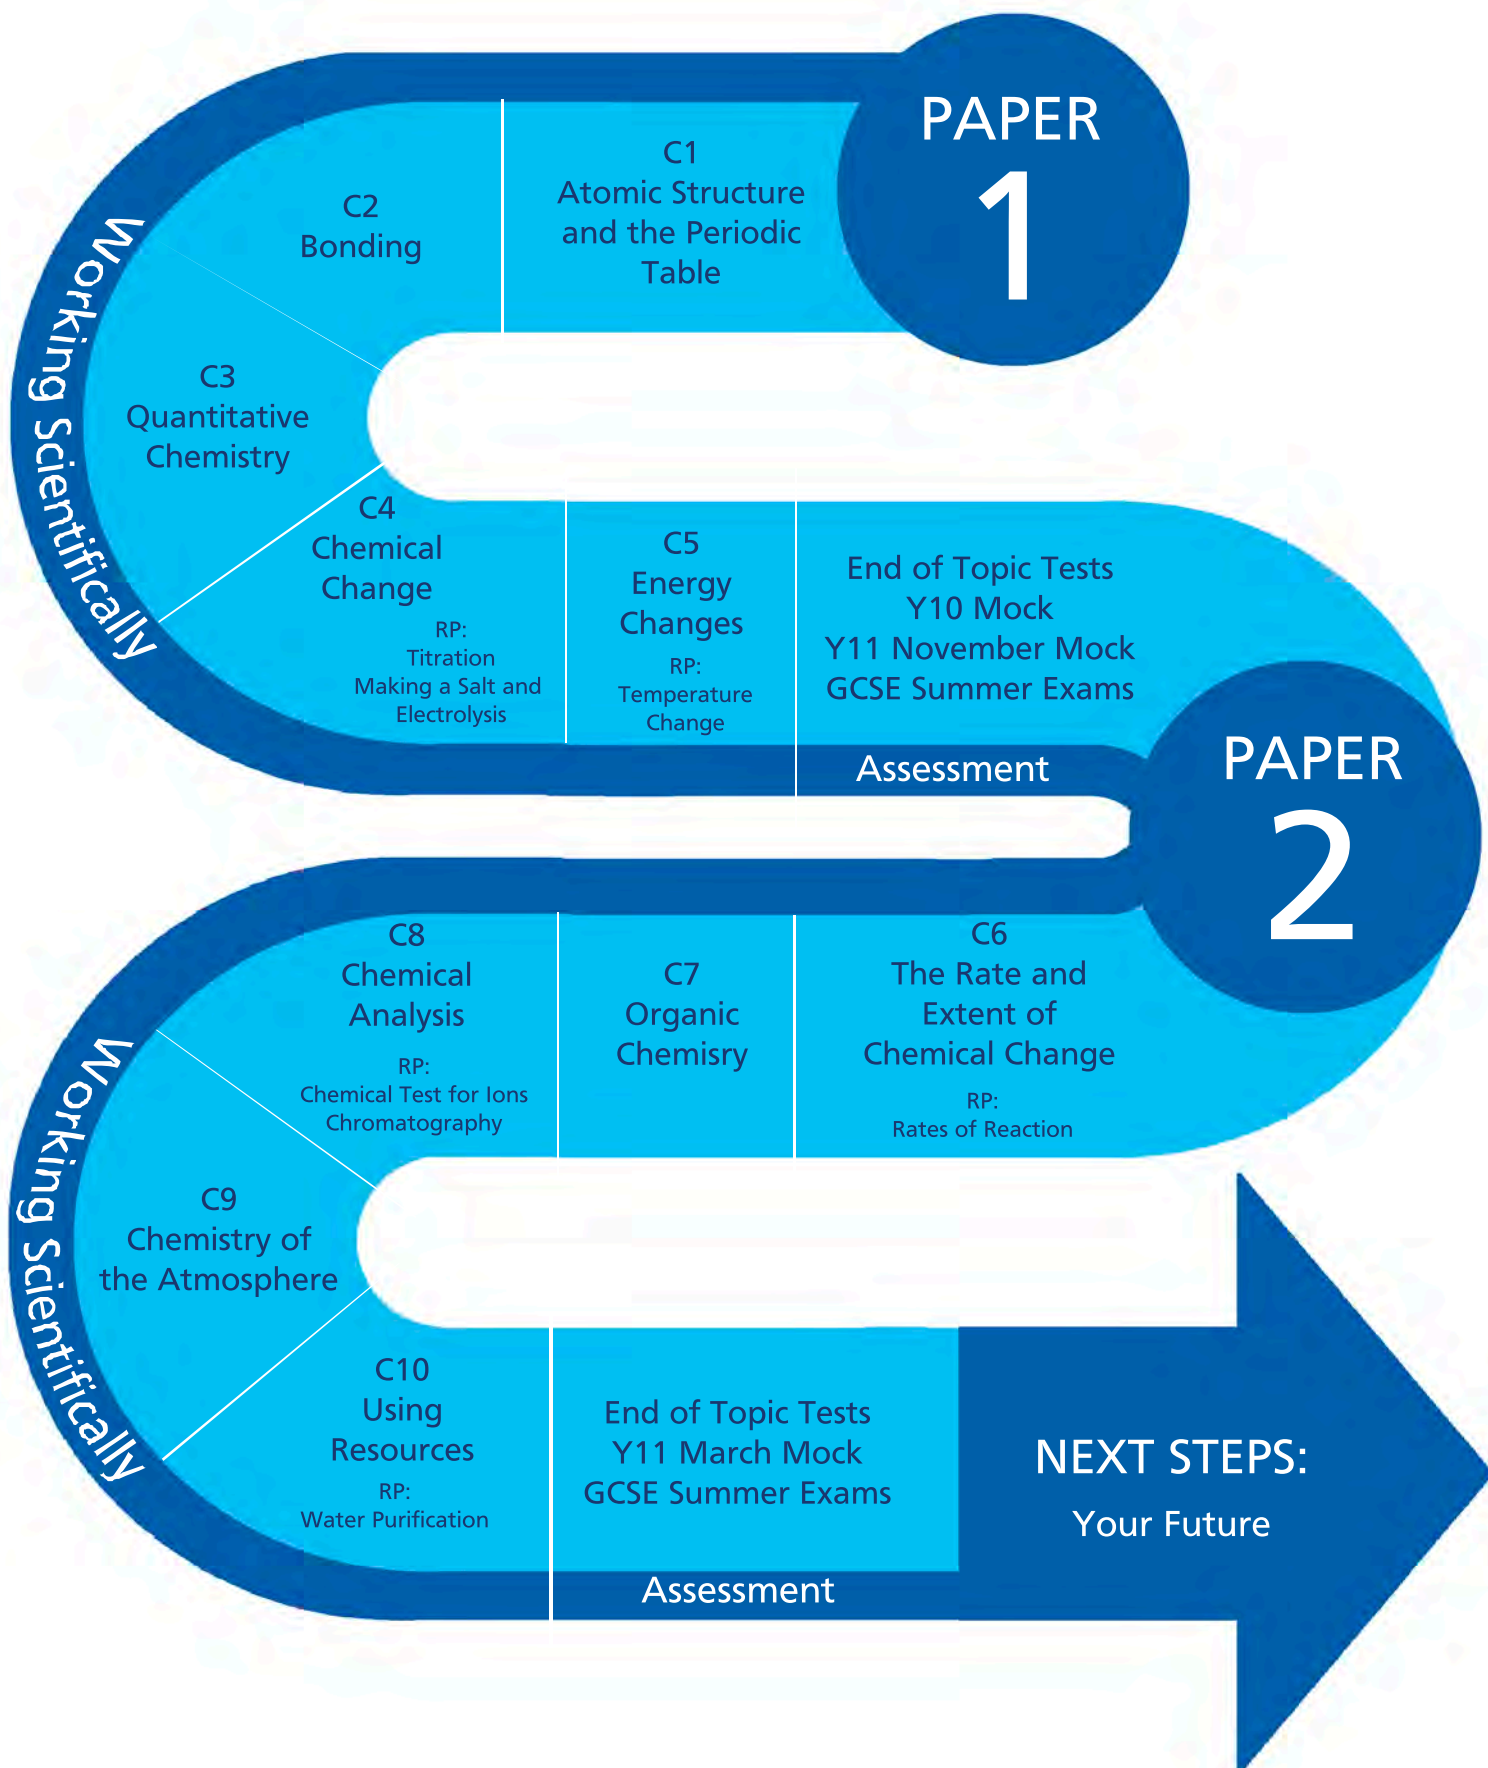 PAPER
1
C1
Atomic Structure
and the Periodic
Table
C2
Bonding
Working Scientifically
C3
Quantitative
Chemistry
C4
Chemical
Change
RP:
Titration
Making a Salt and
Electrolysis
C5
Energy
Changes
RP:
Temperature
Change
End of Topic Tests
Y10 Mock
Y11 November Mock
GCSE Summer Exams
Assessment
PAPER
2
C6
The Rate and
Extent of
Chemical Change
RP:
Rates of Reaction
C7
Organic
Chemisry
C8
Chemical
Analysis
RP:
Chemical Test for Ions
Chromatography
Working Scientifically
C9
Chemistry of
the Atmosphere
C10
Using
Resources
RP:
Water Purification
End of Topic Tests
Y11 March Mock
GCSE Summer Exams
Assessment
NEXT STEPS:
Your Future